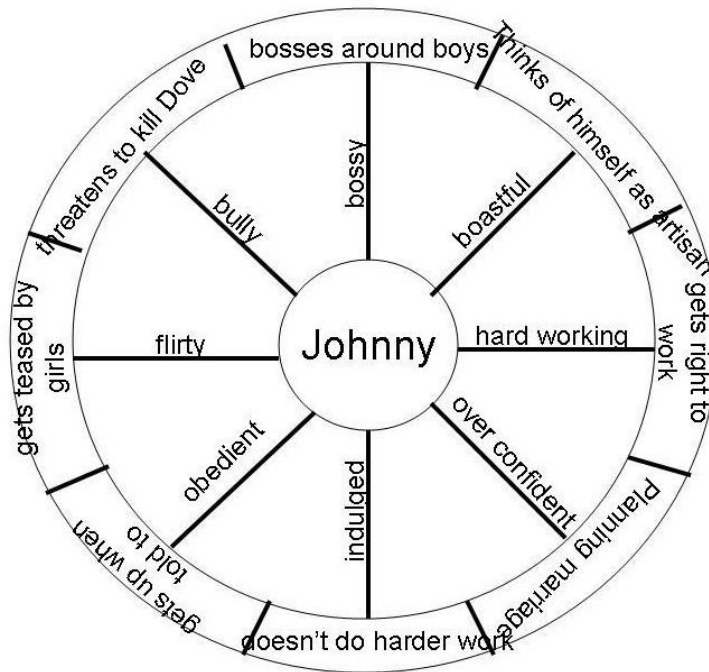 Johnny
bossy
bosses around boys
boastful
Thinks of himself as artisan
hard working
gets right to
work
over confident
Planning marriage
indulged
doesn't do harder work
obedient
gets up when
told to
flirty
gets teased by
girls
bully
threatens to kill Dove